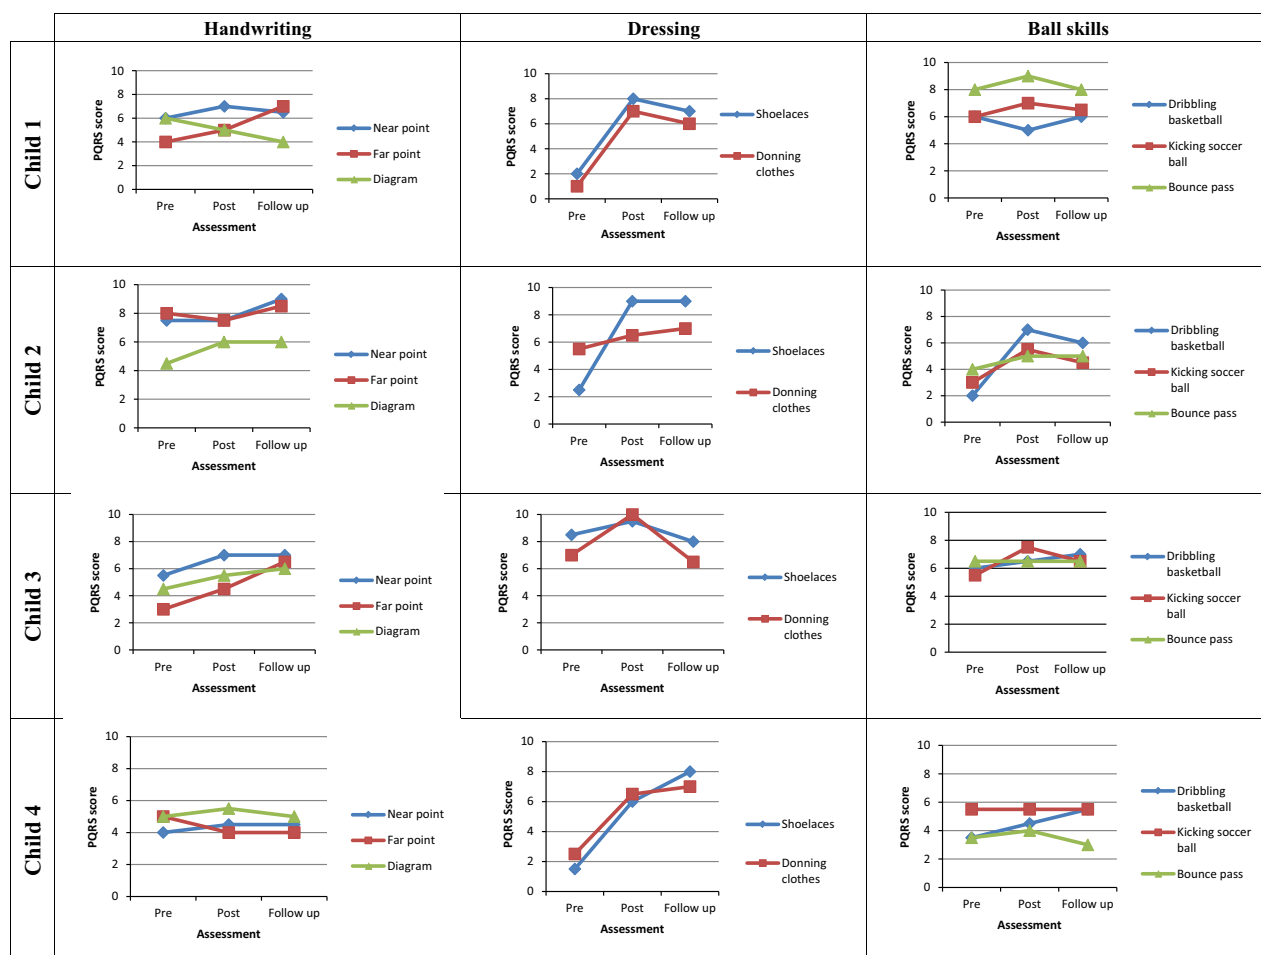 Handwriting
Dressing
Ball skills
Child 1
PQRS score
10
8
6
4
2
0
Pre
Post
Follow up
Assessment
Near point
Far point
Diagram
PQRS score
10
8
6
4
2
0
Pre
Post
Follow up
Assessment
Shoelaces
Donning
clothes
PQRS score
10
8
6
4
2
0
Pre
Post
Follow up
Assessment
Dribbling
basketball
Kicking soccer
ball
Bounce pass
Child 2
PQRS score
10
8
6
4
2
0
Pre
Post
Follow up
Assessment
Near point
Far point
Diagram
PQRS score
10
8
6
4
2
0
Pre
Post
Follow up
Assessment
Shoelaces
Donning
clothes
PQRS score
10
8
6
4
2
0
Pre
Post
Follow up
Assessment
Dribbling
basketball
Kicking soccer
ball
Bounce pass
Child 3
PQRS score
10
8
6
4
2
0
Pre
Post
Follow up
Assessment
Near point
Far point
Diagram
PQRS score
10
8
6
4
2
0
Pre
Post
Follow up
Assessment
Shoelaces
Donning
clothes
PQRS score
10
8
6
4
2
0
Pre
Post
Follow up
Assessment
Dribbling
basketball
Kicking soccer
ball
Bounce pass
Child 4
PQRS score
10
8
6
4
2
0
Pre
Post
Follow up
Assessment
Near point
Far point
Diagram
PQRS Sscore
10
8
6
4
2
0
Pre
Post
Follow up
Assessment
Shoelaces
Donning
clothes
PQRS score
10
8
6
4
2
0
Pre
Post
Follow up
Assessment
Dribbling
basketball
Kicking soccer
ball
Bounce pass